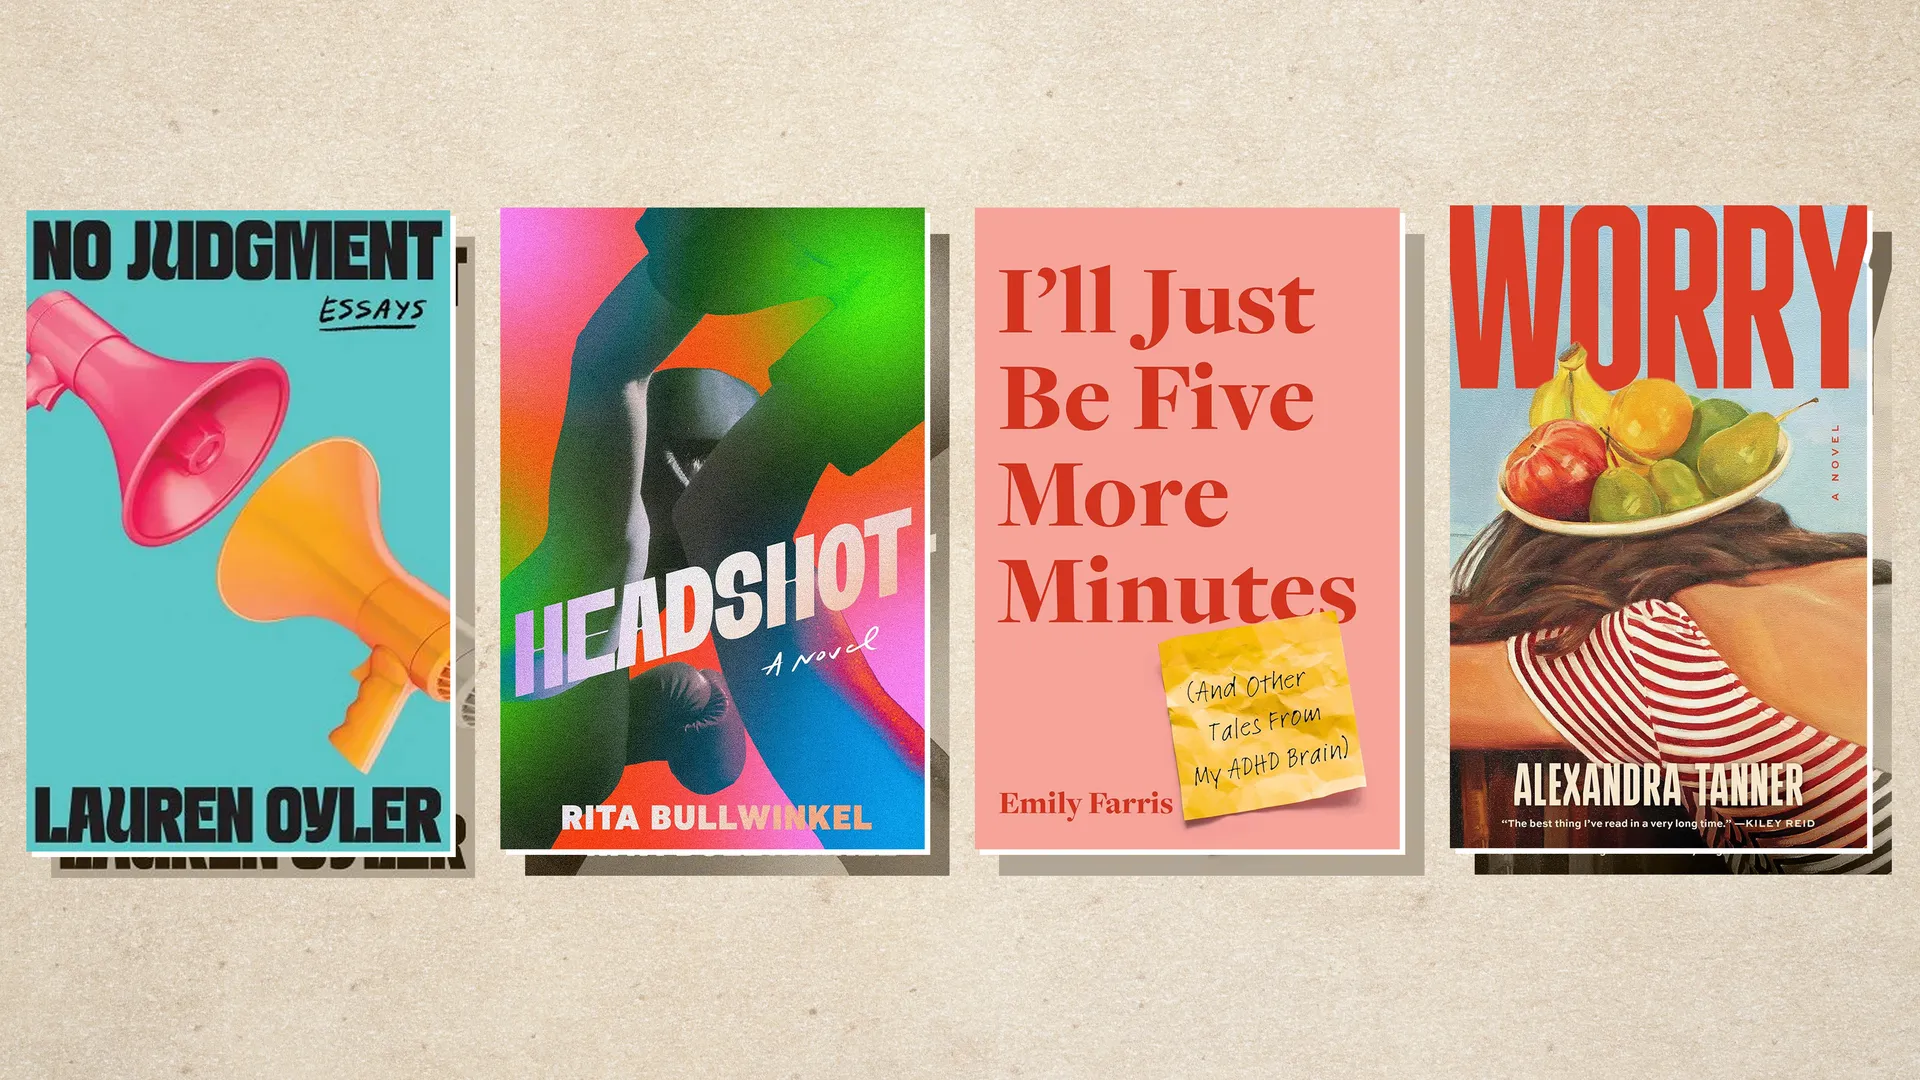 NO JUDGMENT
ESSAYS
LAUREN OYLER
HEADSHOT
A Novel
RITA BULLWINKEL
I'll Just
Be Five
More
Minutes
(And Other
Tales From
My ADHD Brain)
Emily Farris
WORRY
A NOVEL
ALEXANDRA TANNER
“The best thing I've read in a very long time.” —KILEY REID